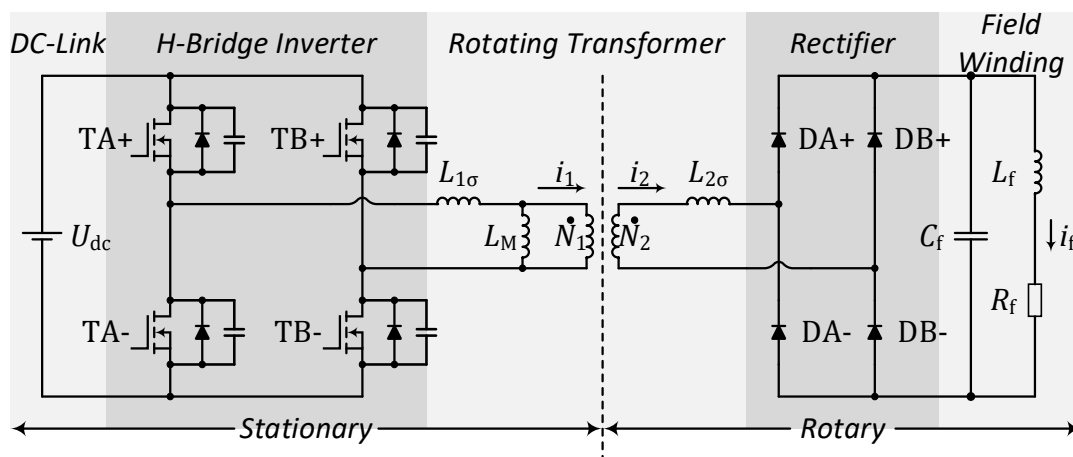 DC-Link
H-Bridge Inverter
Rotating Transformer
Rectifier
Field
Winding
TA+
TB+
DA+
DB+
L1σ
i1
i2
L2σ
Lf
Udc
LM
N1
N2
Cf
if
Rf
TA-
TB-
DA-
DB-
Stationary
Rotary